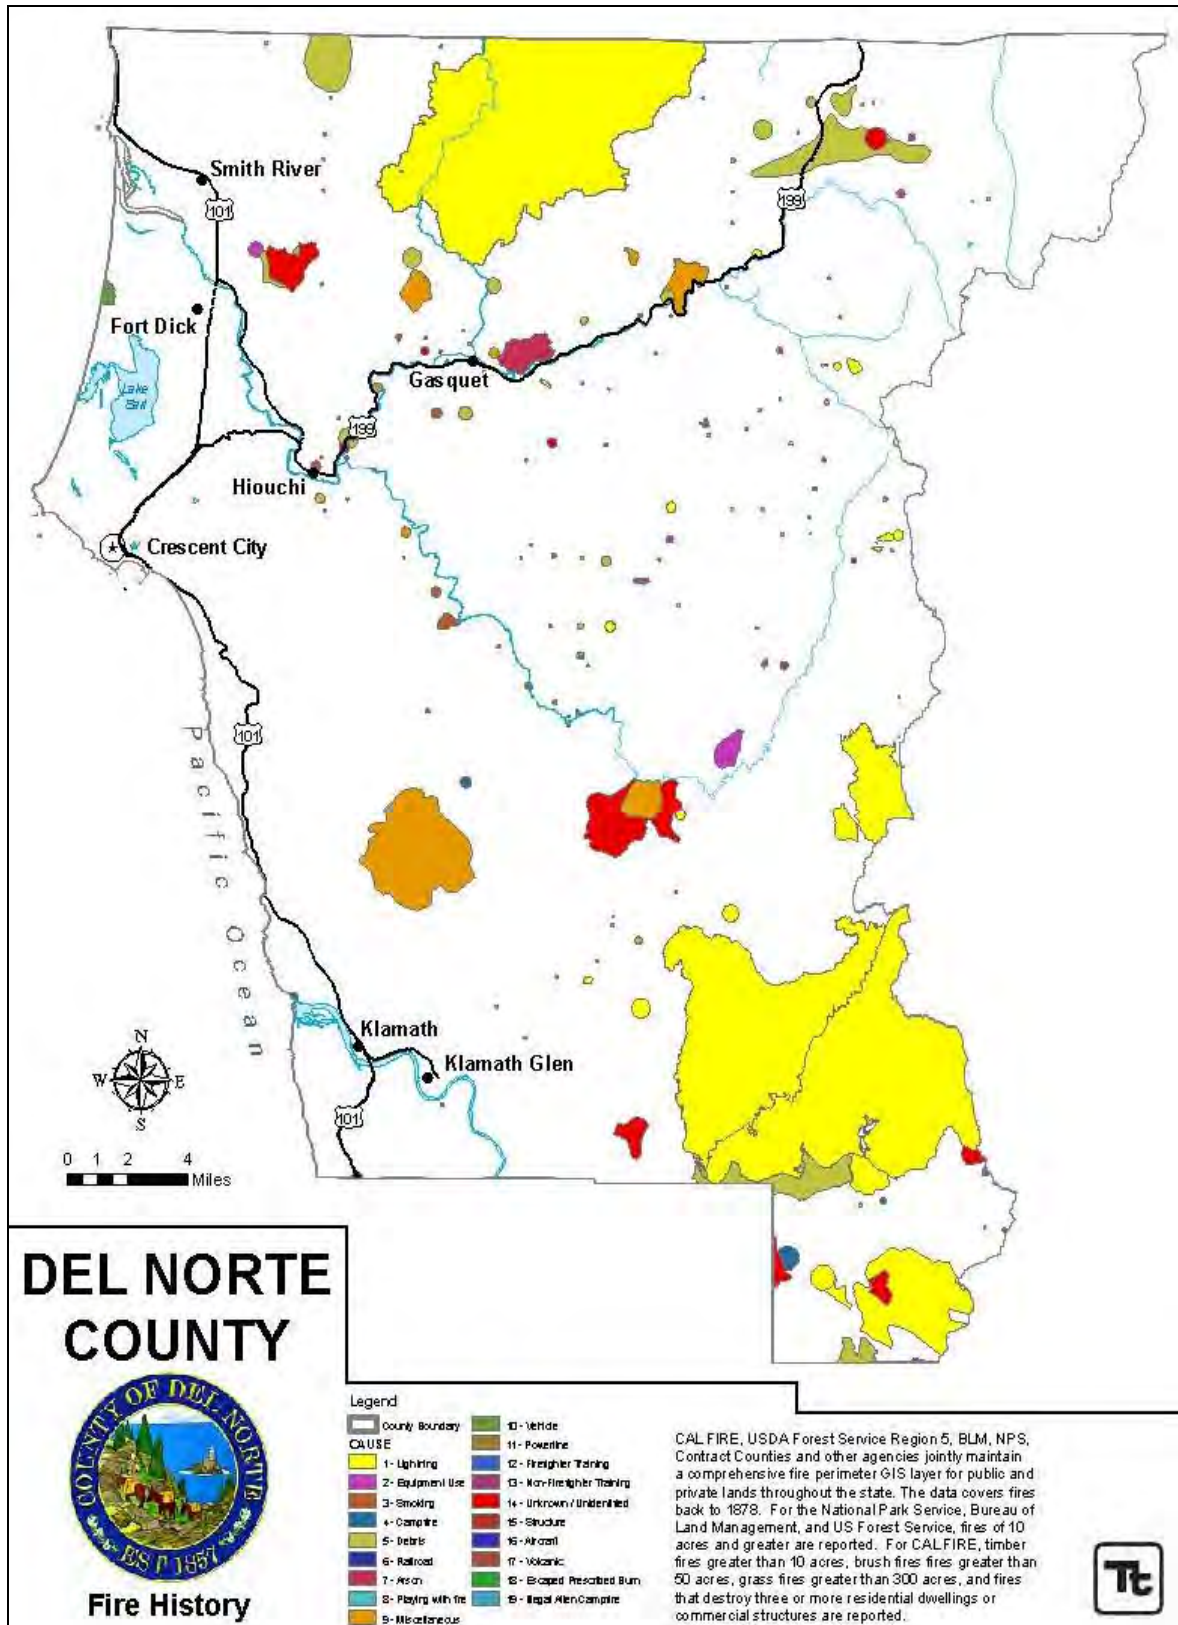 Smith River
101
199
Fort Dick
Lake
Earl
Gasquet
199
Hiouchi
Crescent City
101
Pacific Ocean
Klamath
Klamath Glen
101
N
W E
S
0 1 2 4
Miles
DEL NORTE
COUNTY
COUNTY OF DEL NORTE
EST 1857
Fire History
Legend
County Boundary
CAUSE
1 - Lightning
2 - Equipment Use
3 - Smoking
4 - Campfire
5 - Debris
6 - Railroad
7 - Arson
8 - Playing with fire
9 - Miscellaneous
10 - Vehicle
11 - Powerline
12 - Firefighter Training
13 - Non-Firefighter Training
14 - Unknown / Unidentified
15 - Structure
16 - Aircraft
17 - Volcanic
18 - Escaped Prescribed Burn
19 - Illegal Alien Campfire
CAL FIRE, USDA Forest Service Region 5, BLM, NPS,
Contract Counties and other agencies jointly maintain
a comprehensive fire perimeter GIS layer for public and
private lands throughout the state. The data covers fires
back to 1878. For the National Park Service, Bureau of
Land Management, and US Forest Service, fires of 10
acres and greater are reported. For CAL FIRE, timber
fires greater than 10 acres, brush fires fires greater than
50 acres, grass fires greater than 300 acres, and fires
that destroy three or more residential dwellings or
commercial structures are reported.
Tt